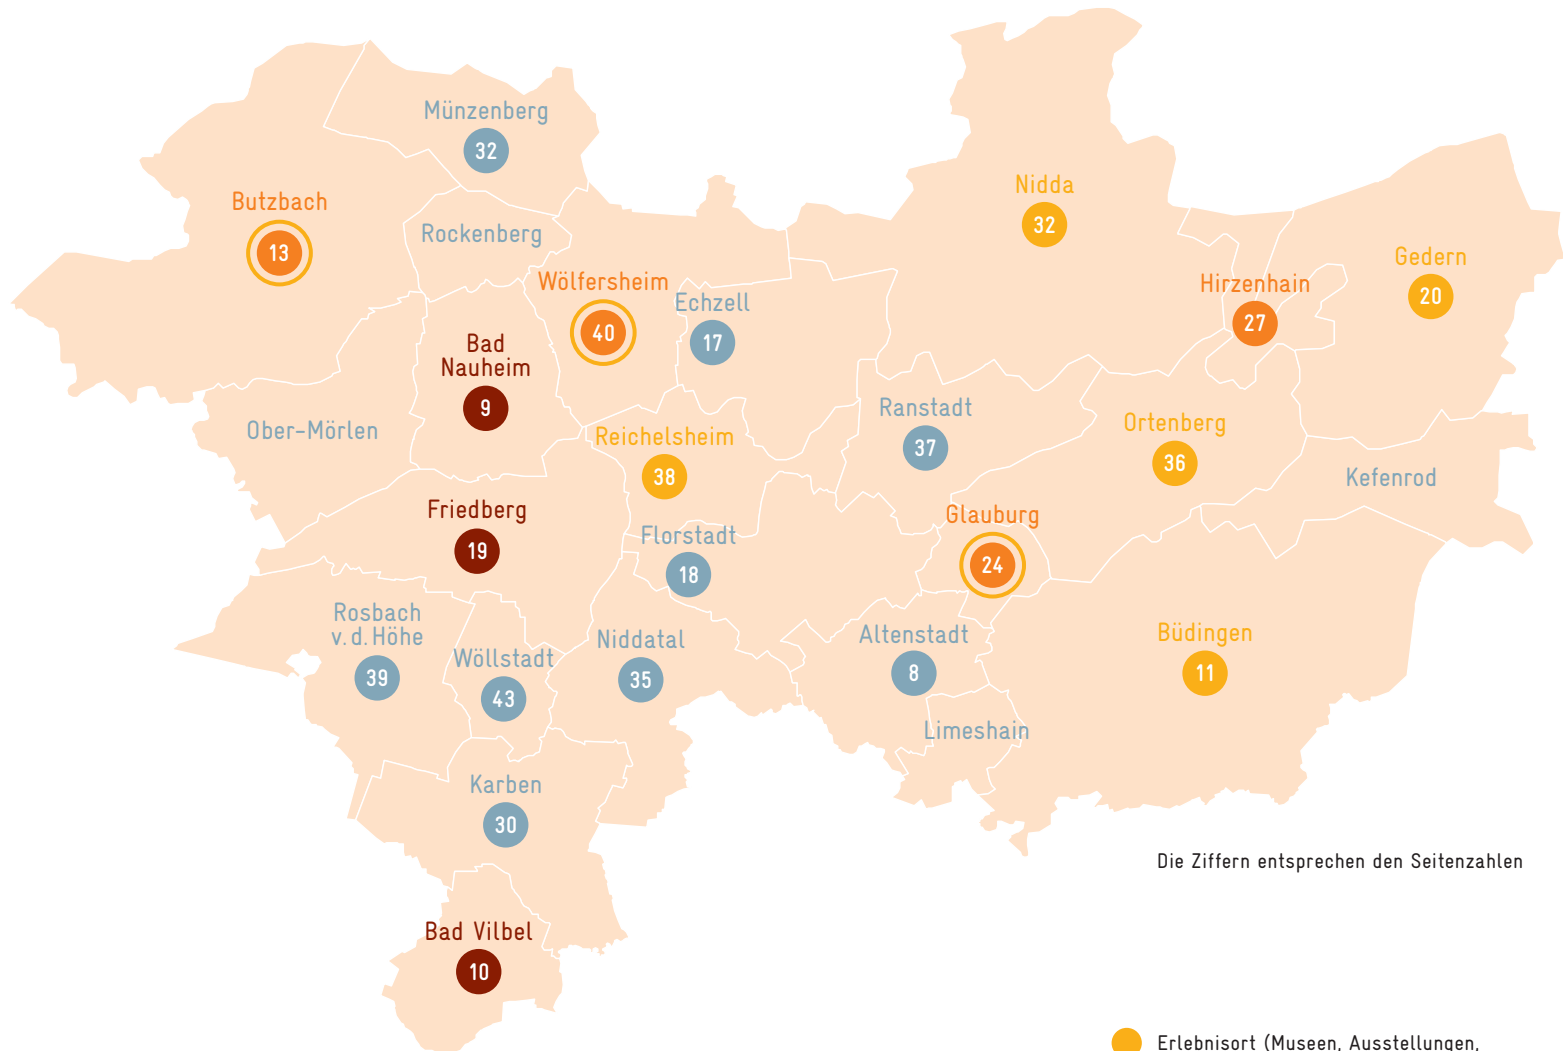 Münzenberg
32
Butzbach
13
Rockenberg
Nidda
32
Gedern
20
Wölfersheim
40
Echzell
17
Hirzenhain
27
Bad
Nauheim
9
Ober-Mörlen
Reichelsheim
38
Ranstadt
37
Ortenberg
36
Kefenrod
Friedberg
19
Florstadt
18
Glauburg
24
Rosbach
v.d.Höhe
39
Wöllstadt
43
Niddatal
35
Altenstadt
8
Büdingen
11
Limeshain
Karben
30
Die Ziffern entsprechen den Seitenzahlen
Bad Vilbel
10
Erlebnisort (Museen, Ausstellungen,